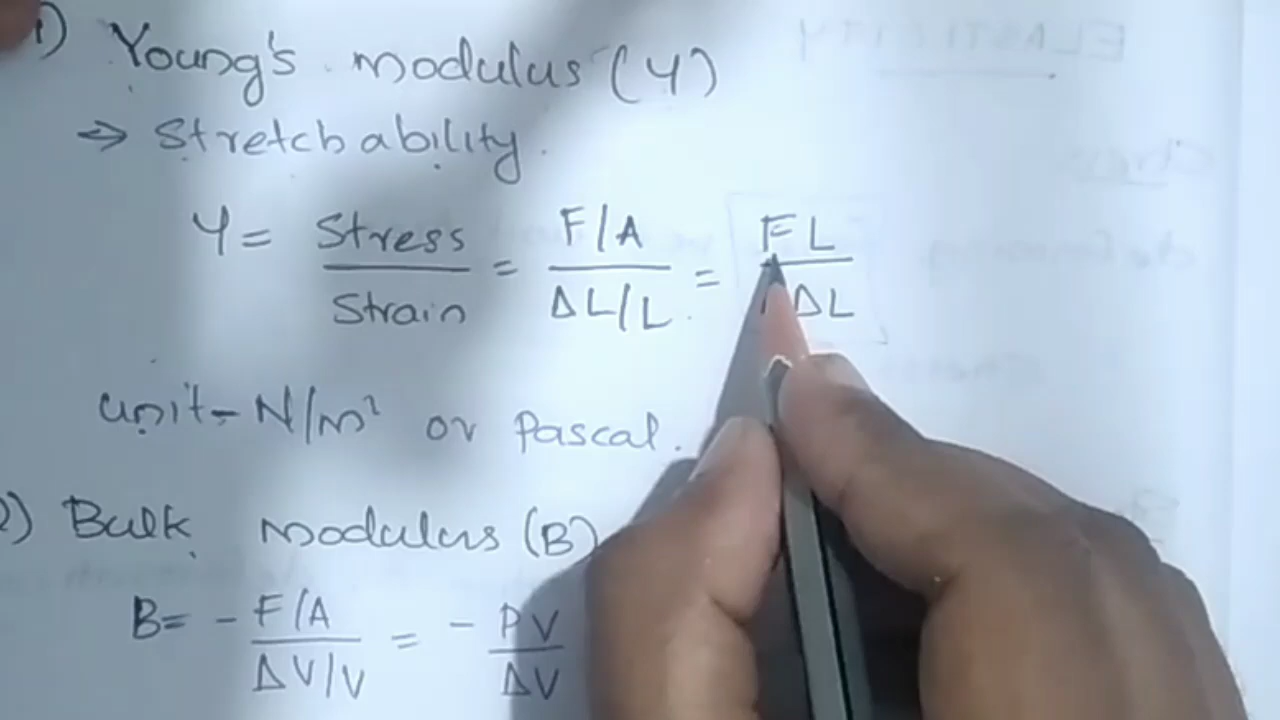 1) Young's modulus (Y)
⇒ Stretchability.
Y = Stress / Strain = F/A / ΔL/L = FL / ΔL
unit - N/m² or Pascal.
2) Bulk modulus (B)
B = - F/A / ΔV/V = - PV / ΔV